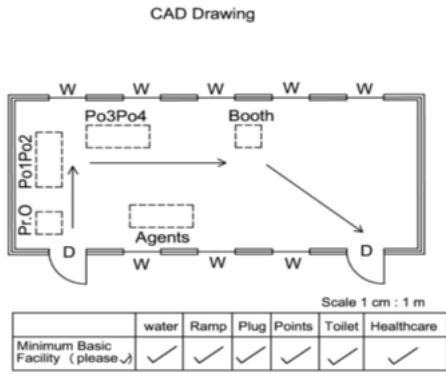 CAD Drawing
W W W W W
Po3Po4 Booth
Po1Po2
Pr.O
Agents
D D
W W W
Scale 1 cm : 1 m
water Ramp Plug Points Toilet Healthcare
Minimum Basic
Facility ( please ✓)
✓ ✓ ✓ ✓ ✓ ✓